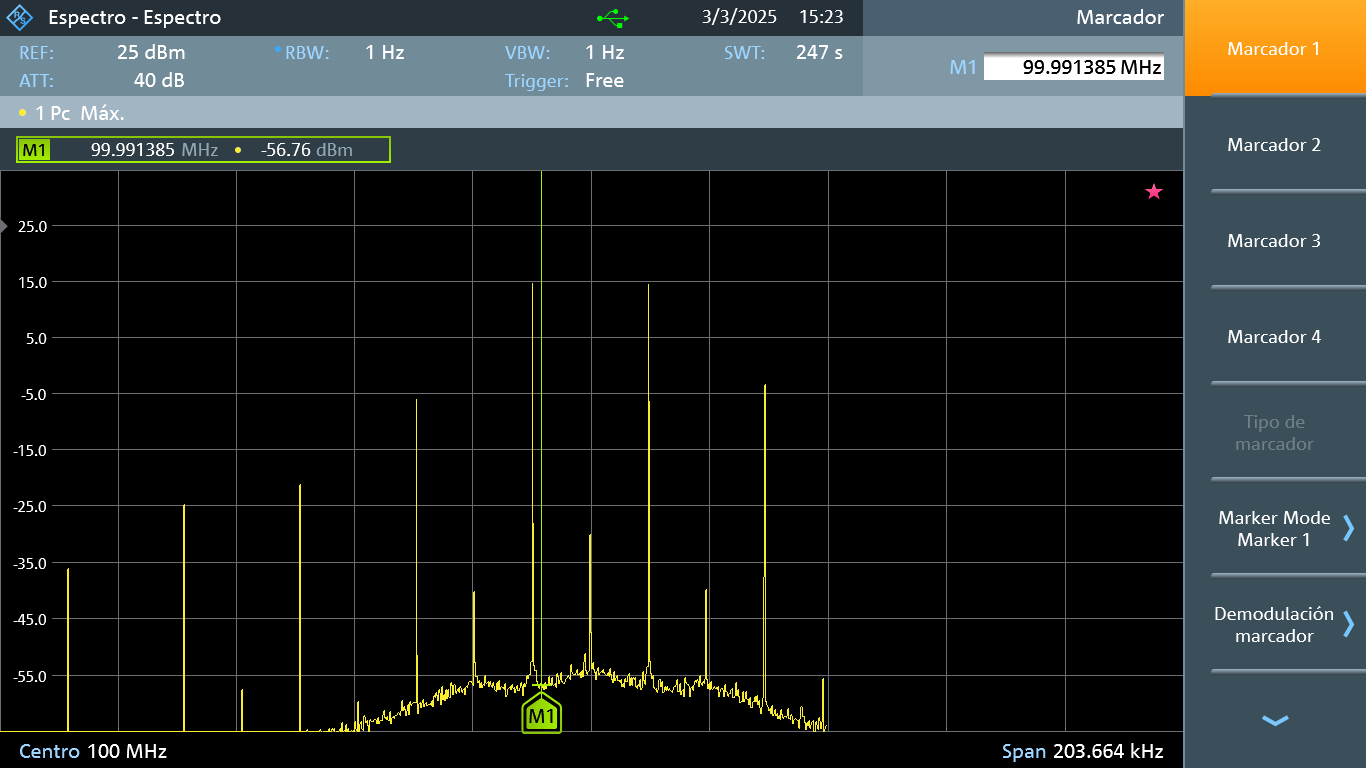 Espectro - Espectro
3/3/2025 15:23
Marcador
REF: 25 dBm RBW: 1 Hz VBW: 1 Hz SWT: 247 s
M1 99.991385 MHz
ATT: 40 dB Trigger: Free
1 Pc Máx.
M1 99.991385 MHz -56.76 dBm
25.0
15.0
5.0
-5.0
-15.0
-25.0
-35.0
-45.0
-55.0
M1
Centro 100 MHz
Span 203.664 kHz
Marcador 1
Marcador 2
Marcador 3
Marcador 4
Tipo de
marcador
Marker Mode
Marker 1
Demodulación
marcador